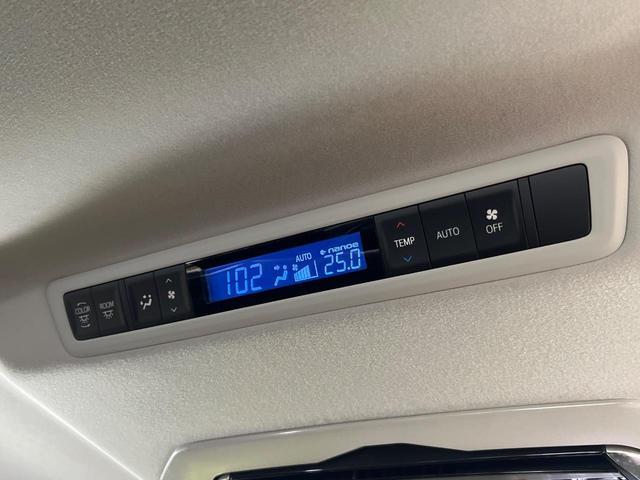 COLOR
ROOM
102
AUTO
nanoe
25.0
TEMP
AUTO
OFF